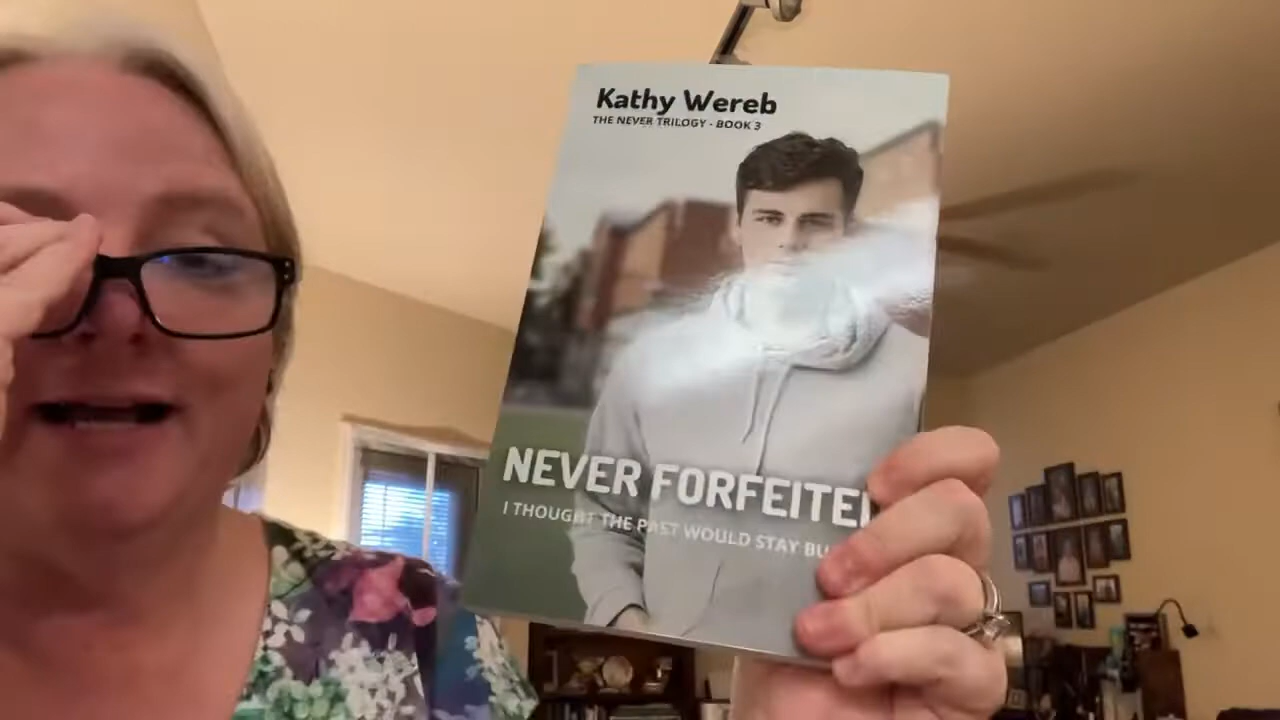 Kathy Wereb
THE NEVER TRILOGY - BOOK 3
NEVER FORFEITE
I THOUGHT THE PAST WOULD STAY BU